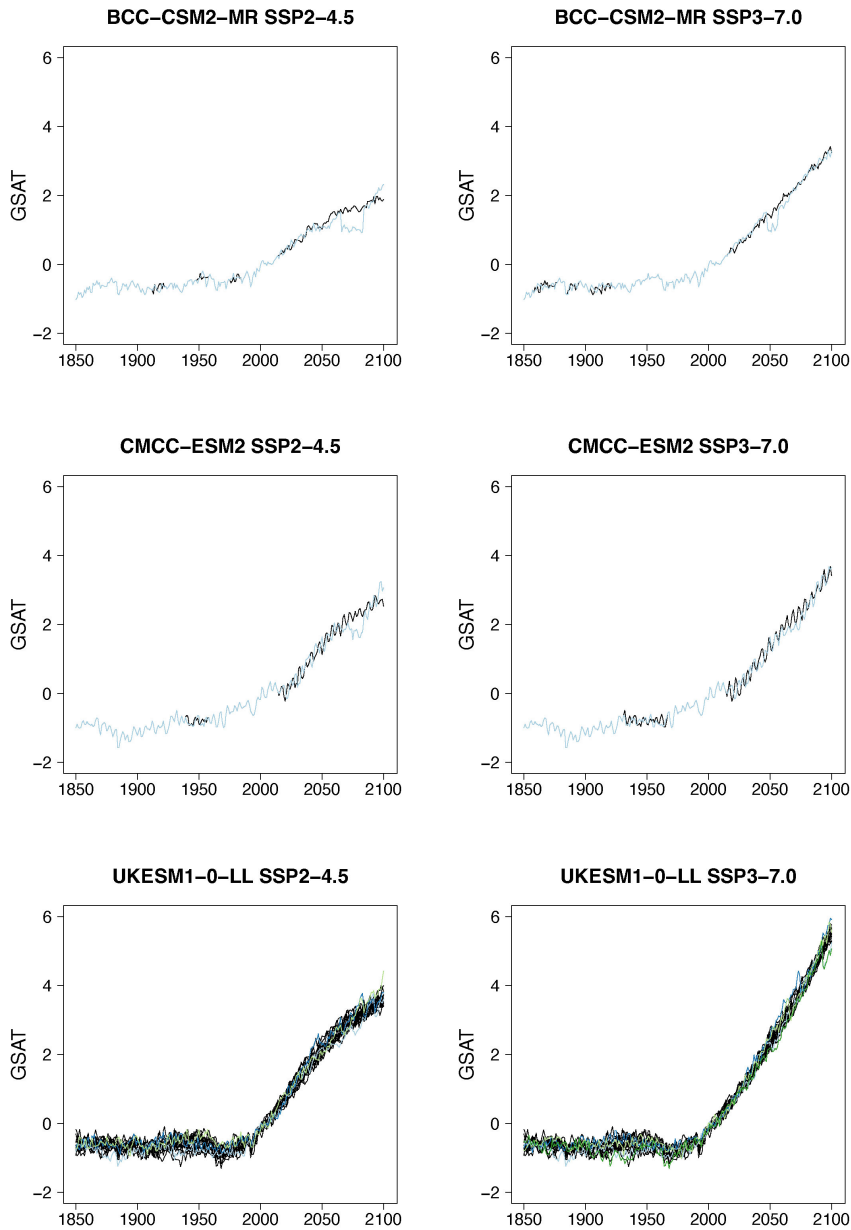 BCC−CSM2−MR SSP2−4.5
BCC−CSM2−MR SSP3−7.0
6
4
2
0
−2
GSAT
1850 1900 1950 2000 2050 2100
6
4
2
0
−2
GSAT
1850 1900 1950 2000 2050 2100
CMCC−ESM2 SSP2−4.5
CMCC−ESM2 SSP3−7.0
6
4
2
0
−2
GSAT
1850 1900 1950 2000 2050 2100
6
4
2
0
−2
GSAT
1850 1900 1950 2000 2050 2100
UKESM1−0−LL SSP2−4.5
UKESM1−0−LL SSP3−7.0
6
4
2
0
−2
GSAT
1850 1900 1950 2000 2050 2100
6
4
2
0
−2
GSAT
1850 1900 1950 2000 2050 2100